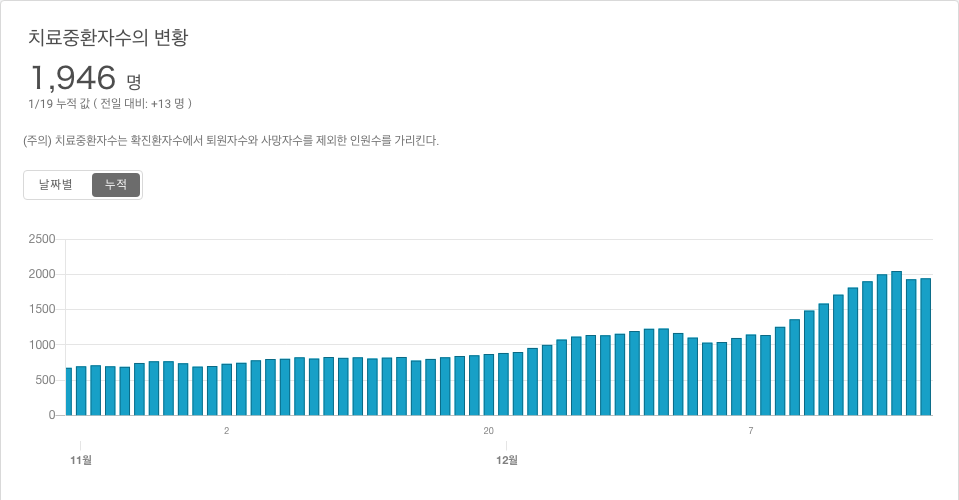 치료중환자수의 변황
1,946 명
1/19 누적 값 ( 전일 대비: +13 명 )
(주의) 치료중환자수는 확진환자수에서 퇴원자수와 사망자수를 제외한 인원수를 가리킨다.
날짜별 누적
2500
2000
1500
1000
500
0
2 20 7
11월 12월